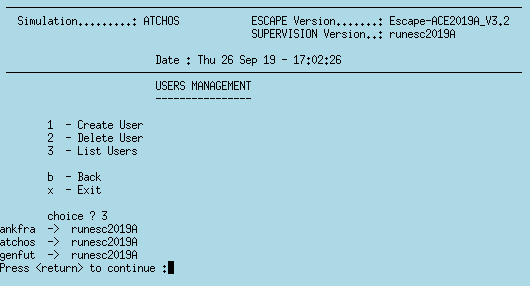 Simulation.........: ATCHOS ESCAPE Version.......: Escape-ACE2019A_V3.2
SUPERVISION Version..: runesc2019A
Date : Thu 26 Sep 19 - 17:02:26
USERS MANAGEMENT
----------------
1 - Create User
2 - Delete User
3 - List Users
b - Back
x - Exit
choice ? 3
ankfra -> runesc2019A
atchos -> runesc2019A
genfut -> runesc2019A
Press <return> to continue :